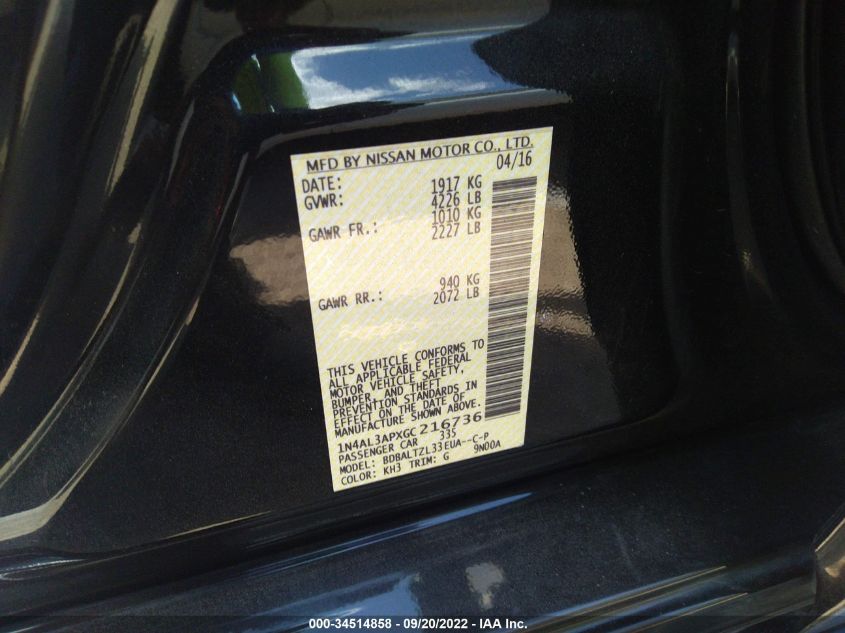 MFD BY NISSAN MOTOR CO., LTD.
04/16
DATE: 1917 KG
GVWR: 4226 LB
1010 KG
GAWR FR.: 2227 LB
940 KG
GAWR RR.: 2072 LB
THIS VEHICLE CONFORMS TO
ALL APPLICABLE FEDERAL
MOTOR VEHICLE SAFETY,
BUMPER, AND THEFT
PREVENTION STANDARDS IN
EFFECT ON THE DATE OF
MANUFACTURE SHOWN ABOVE.
1N4AL3APXGC216736
PASSENGER CAR 335
MODEL: BDBALTZL33EUA--C-P
COLOR: KH3 TRIM: G 9N00A
000-34514858 - 09/20/2022 - IAA Inc.